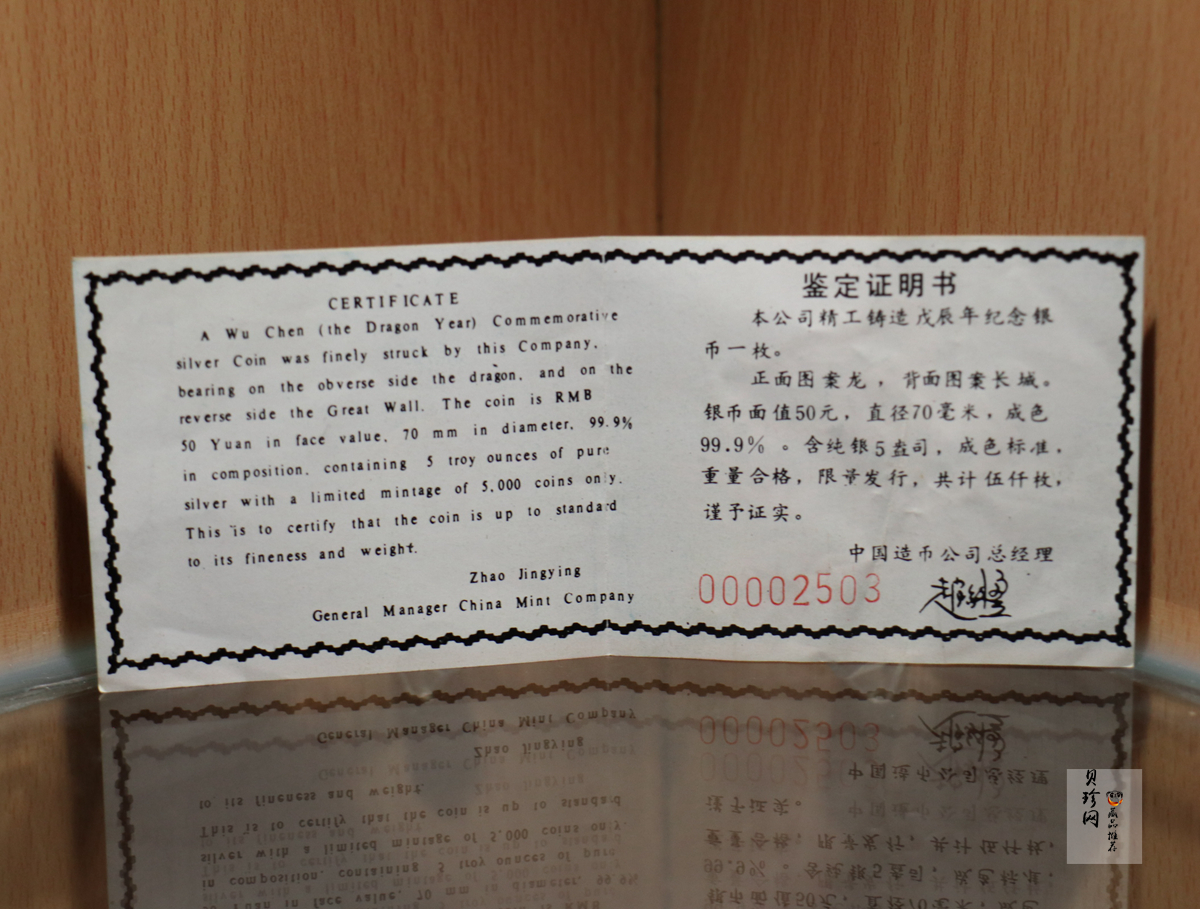 CERTIFICATE
A Wu Chen (the Dragon Year) Commemorative
silver Coin was finely struck by this Company,
bearing on the obverse side the dragon, and on the
reverse side the Great Wall. The coin is RMB
50 Yuan in face value, 70 mm in diameter, 99.9%
in composition, containing 5 troy ounces of pure
silver with a limited mintage of 5,000 coins only.
This is to certify that the coin is up to standard
to its fineness and weight.
Zhao Jingying
General Manager China Mint Company
鉴定证明书
本公司精工铸造戊辰年纪念银
币一枚。
正面图案龙，背面图案长城。
银币面值50元，直径70毫米，成色
99.9%。含纯银5盎司，成色标准，
重量合格，限量发行，共计伍仟枚，
谨予证实。
中国造币公司总经理
00002503
贝珍网
藏品推荐